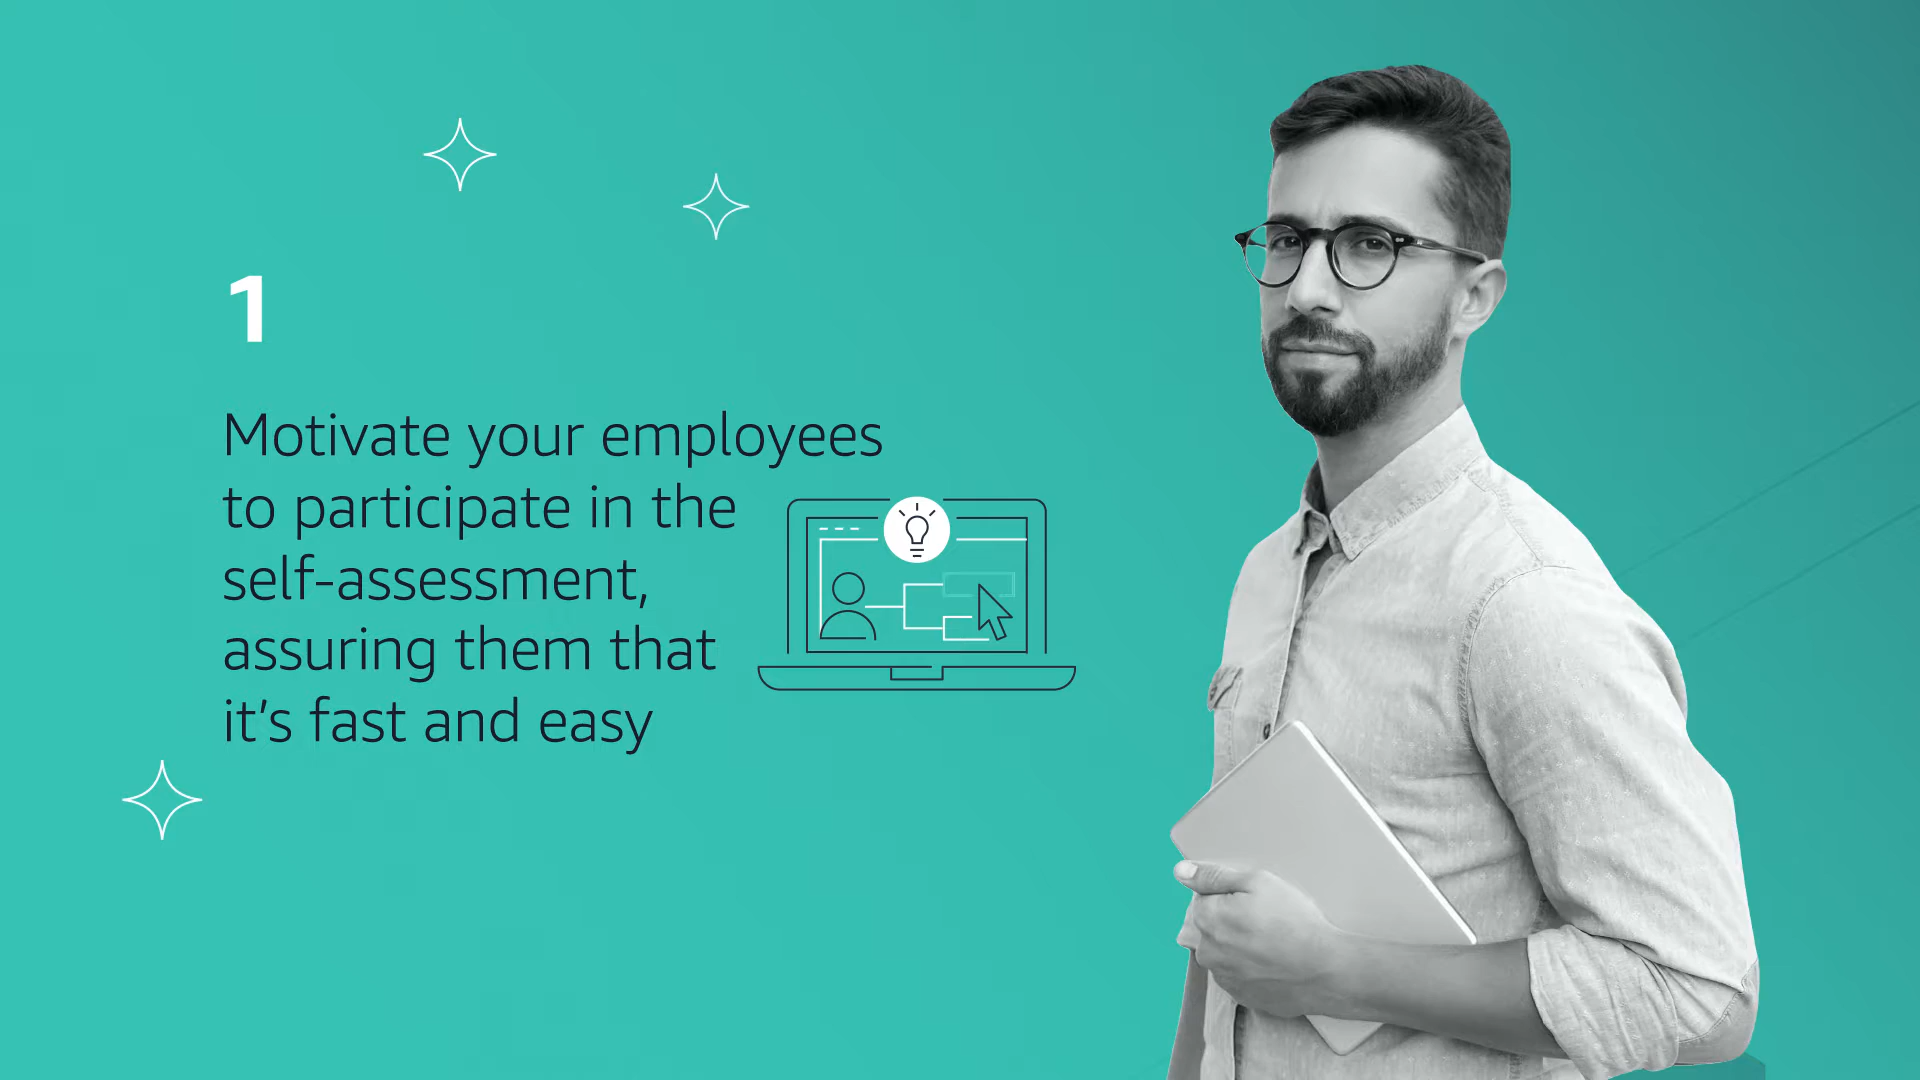 1
Motivate your employees
to participate in the
self-assessment,
assuring them that
it’s fast and easy